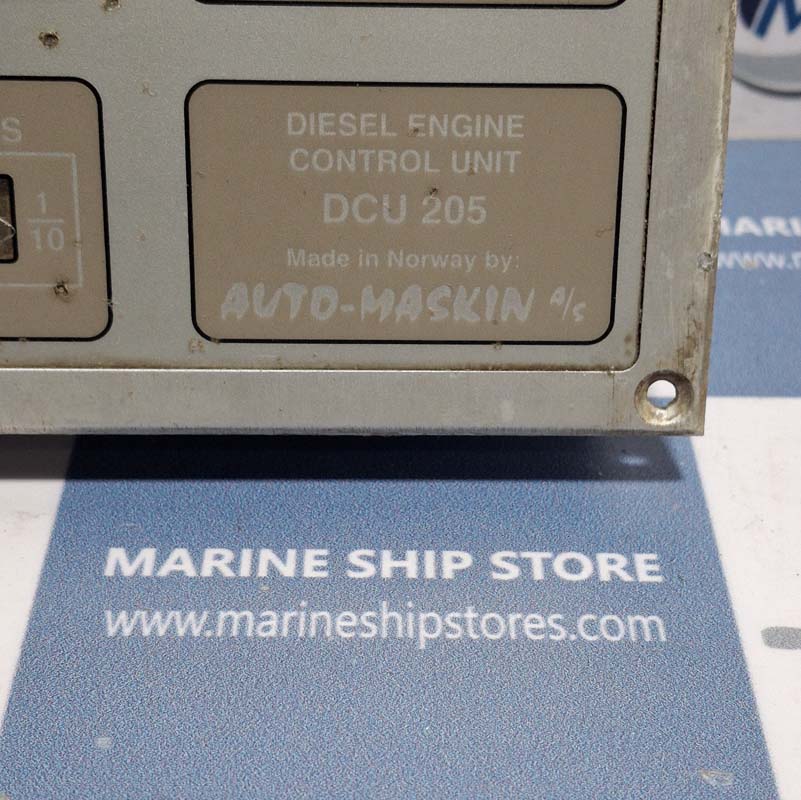 S
1
10
DIESEL ENGINE
CONTROL UNIT
DCU 205
Made in Norway by:
AUTO-MASKIN A/S
MARINE SHIP STORE
www.marineshipstores.com